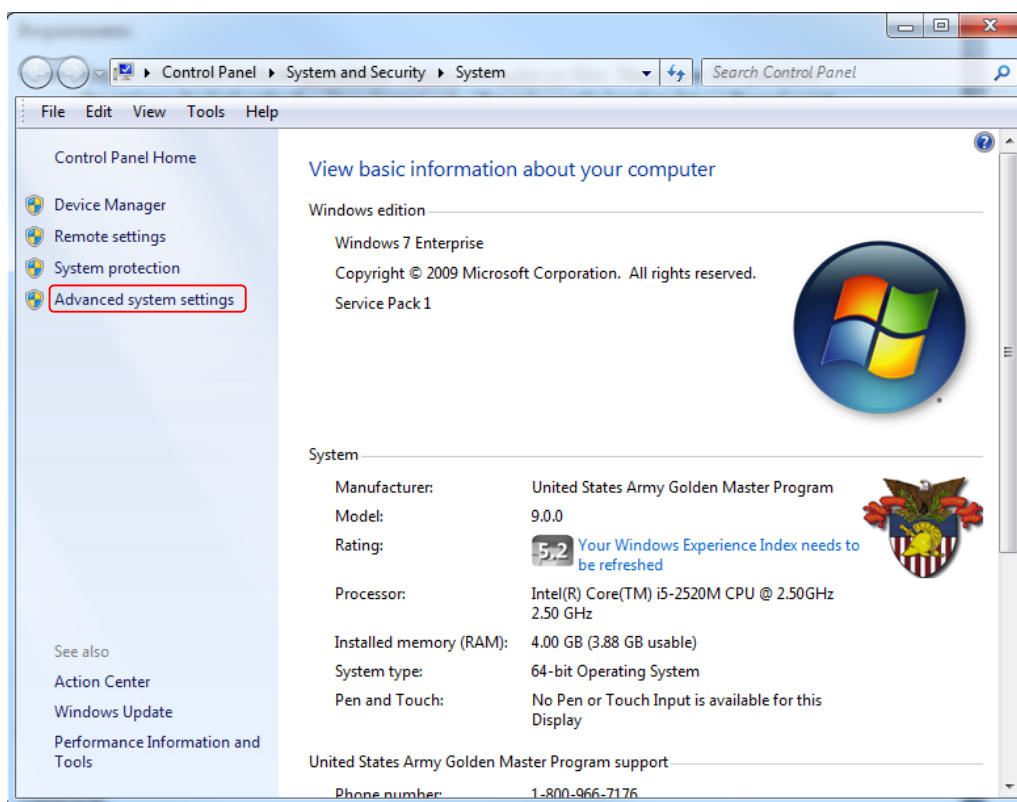 Control Panel ▸ System and Security ▸ System
Search Control Panel
File Edit View Tools Help
Control Panel Home
Device Manager
Remote settings
System protection
Advanced system settings
See also
Action Center
Windows Update
Performance Information and
Tools
View basic information about your computer
Windows edition
Windows 7 Enterprise
Copyright © 2009 Microsoft Corporation. All rights reserved.
Service Pack 1
System
Manufacturer: United States Army Golden Master Program
Model: 9.0.0
Rating: 5.2 Your Windows Experience Index needs to
be refreshed
Processor: Intel(R) Core(TM) i5-2520M CPU @ 2.50GHz
2.50 GHz
Installed memory (RAM): 4.00 GB (3.88 GB usable)
System type: 64-bit Operating System
Pen and Touch: No Pen or Touch Input is available for this
Display
United States Army Golden Master Program support
Phone number: 1-800-966-7176